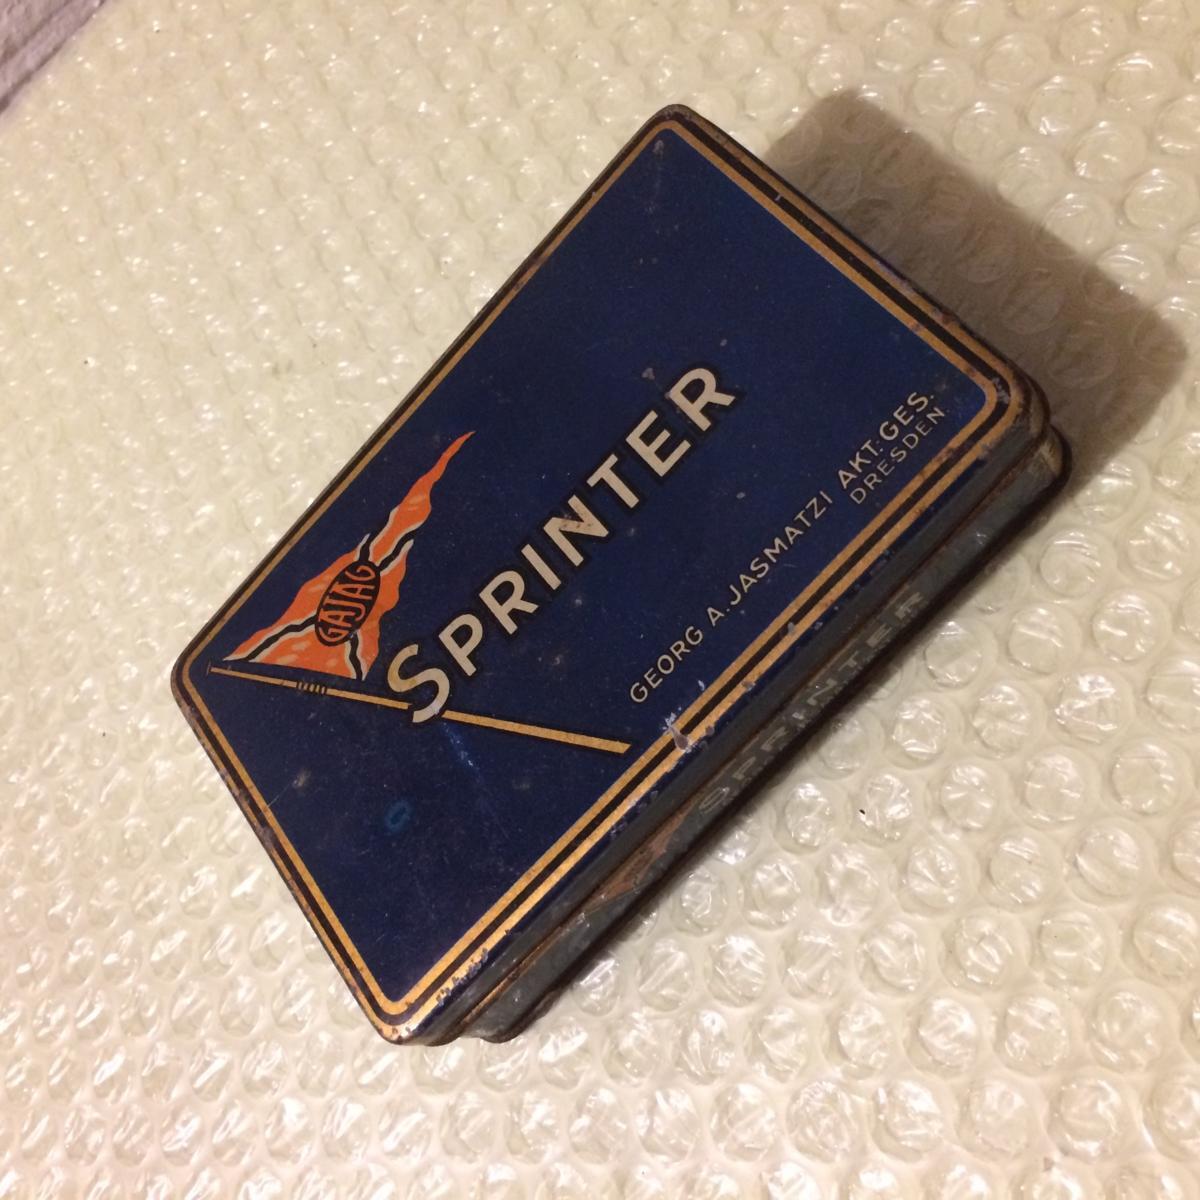 GAJAG
SPRINTER
GEORG A. JASMATZI AKT. GES.
DRESDEN
SPRINTER